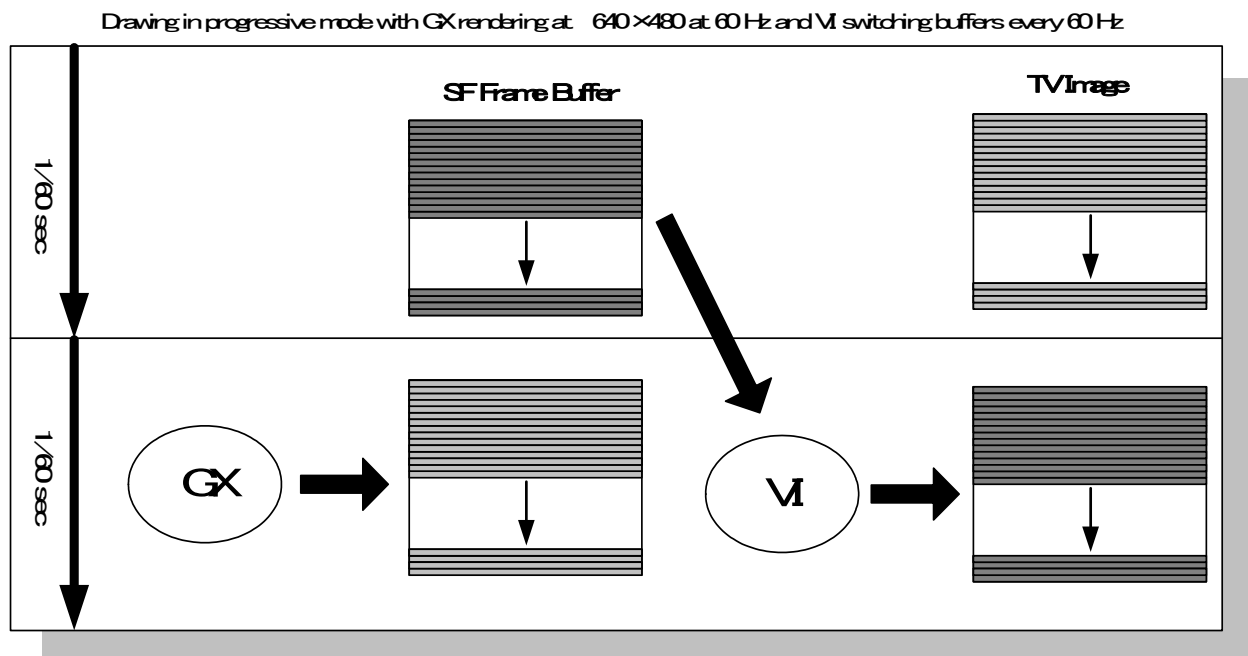 Drawing in progressive mode with GX rendering at 640×480 at 60 Hz and VI switching buffers every 60 Hz
SF Frame Buffer
TV Image
1/60 sec
1/60 sec
GX
VI